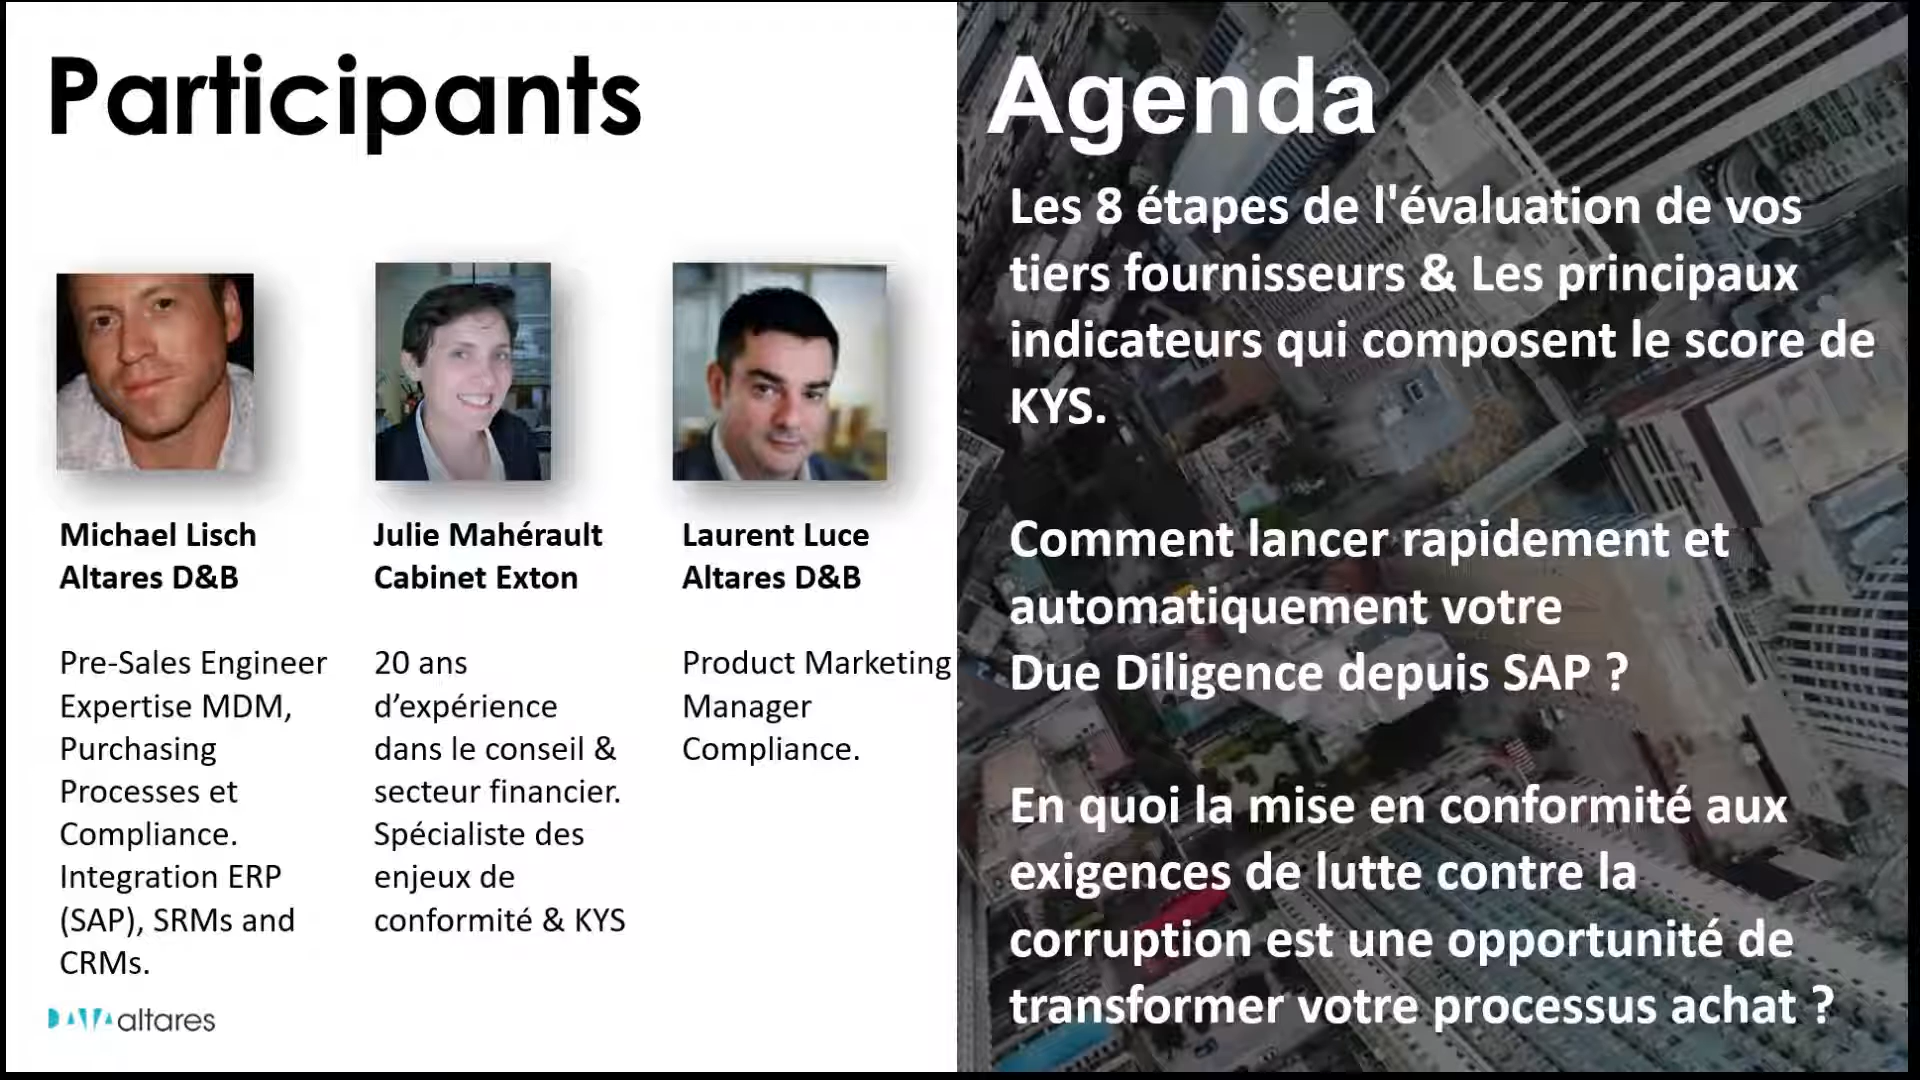 Participants
Michael Lisch
Altares D&B
Pre-Sales Engineer
Expertise MDM,
Purchasing
Processes et
Compliance.
Integration ERP
(SAP), SRMs and
CRMs.
Julie Mahérault
Cabinet Exton
20 ans
d’expérience
dans le conseil &
secteur financier.
Spécialiste des
enjeux de
conformité & KYS
Laurent Luce
Altares D&B
Product Marketing
Manager
Compliance.
DATA altares
Agenda
Les 8 étapes de l'évaluation de vos
tiers fournisseurs & Les principaux
indicateurs qui composent le score de
KYS.
Comment lancer rapidement et
automatiquement votre
Due Diligence depuis SAP ?
En quoi la mise en conformité aux
exigences de lutte contre la
corruption est une opportunité de
transformer votre processus achat ?